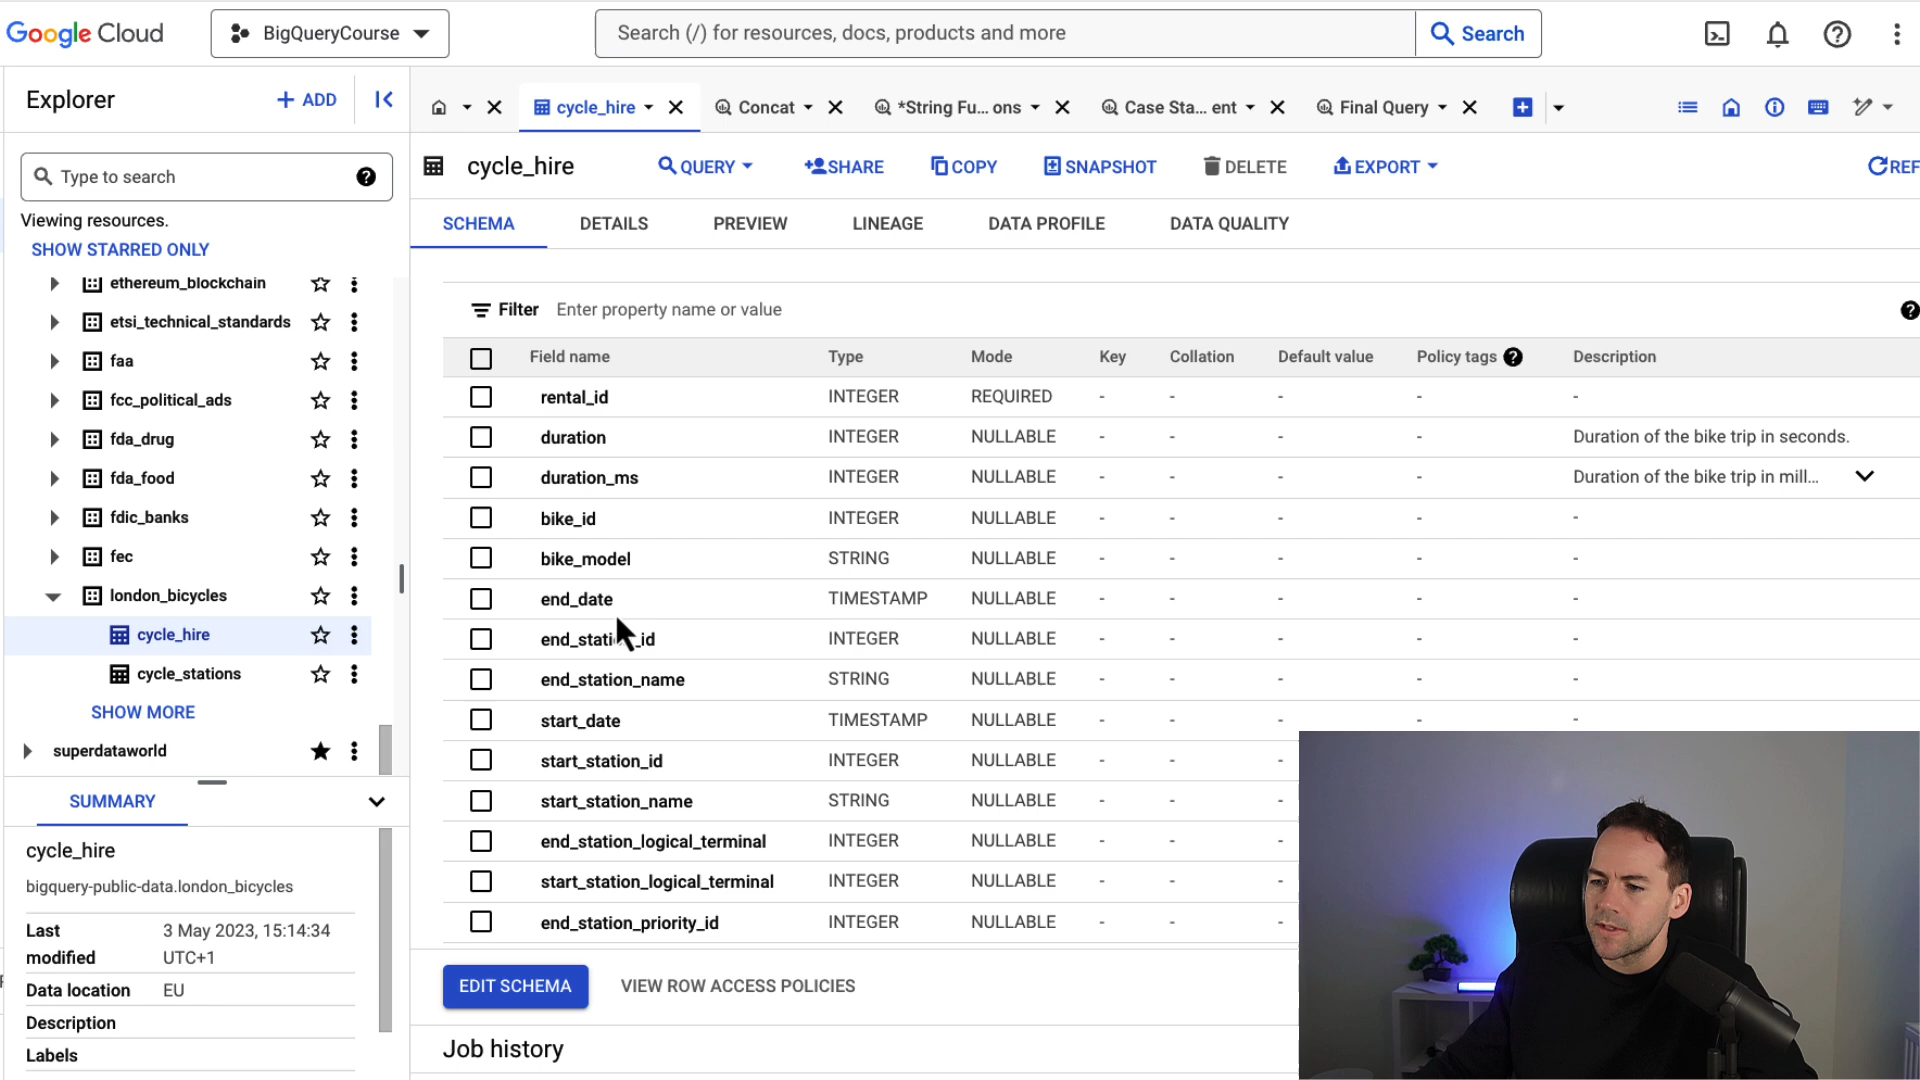 Google Cloud
BigQueryCourse
Search (/) for resources, docs, products and more
Search
Explorer
+ ADD
cycle_hire
Concat
*String Fu... ons
Case Sta... ent
Final Query
Type to search
Viewing resources.
SHOW STARRED ONLY
ethereum_blockchain
etsi_technical_standards
faa
fcc_political_ads
fda_drug
fda_food
fdic_banks
fec
london_bicycles
cycle_hire
cycle_stations
SHOW MORE
superdataworld
SUMMARY
cycle_hire
bigquery-public-data.london_bicycles
Last modified 3 May 2023, 15:14:34 UTC+1
Data location EU
Description
Labels
cycle_hire QUERY SHARE COPY SNAPSHOT DELETE EXPORT REF
SCHEMA DETAILS PREVIEW LINEAGE DATA PROFILE DATA QUALITY
Filter Enter property name or value
Field name Type Mode Key Collation Default value Policy tags Description
rental_id INTEGER REQUIRED - - - - -
duration INTEGER NULLABLE - - - - Duration of the bike trip in seconds.
duration_ms INTEGER NULLABLE - - - - Duration of the bike trip in mill...
bike_id INTEGER NULLABLE - - - - -
bike_model STRING NULLABLE - - - - -
end_date TIMESTAMP NULLABLE - - - - -
end_station_id INTEGER NULLABLE - - - - -
end_station_name STRING NULLABLE - - - - -
start_date TIMESTAMP NULLABLE - - - - -
start_station_id INTEGER NULLABLE - - -
start_station_name STRING NULLABLE - - -
end_station_logical_terminal INTEGER NULLABLE - - -
start_station_logical_terminal INTEGER NULLABLE - - -
end_station_priority_id INTEGER NULLABLE - - -
EDIT SCHEMA VIEW ROW ACCESS POLICIES
Job history